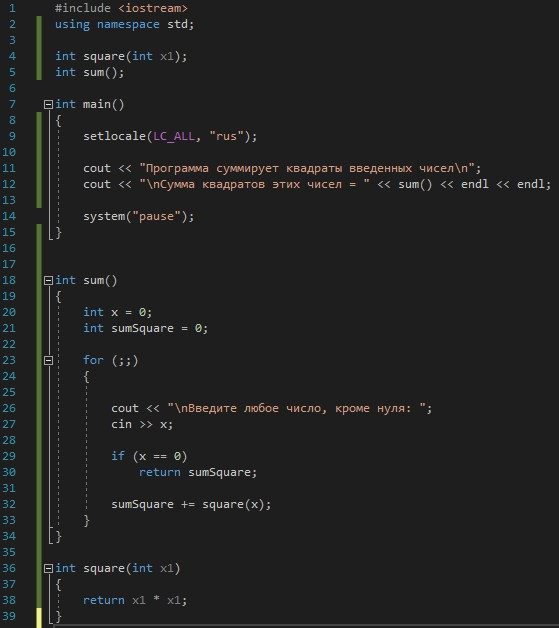 1 #include <iostream>
2 using namespace std;
3
4 int square(int x1);
5 int sum();
6
7 int main()
8 {
9 setlocale(LC_ALL, "rus");
10
11 cout << "Программа суммирует квадраты введенных чисел\n";
12 cout << "\nСумма квадратов этих чисел = " << sum() << endl << endl;
13
14 system("pause");
15 }
16
17
18 int sum()
19 {
20 int x = 0;
21 int sumSquare = 0;
22
23 for (;;)
24 {
25
26 cout << "\nВведите любое число, кроме нуля: ";
27 cin >> x;
28
29 if (x == 0)
30 return sumSquare;
31
32 sumSquare += square(x);
33 }
34 }
35
36 int square(int x1)
37 {
38 return x1 * x1;
39 }